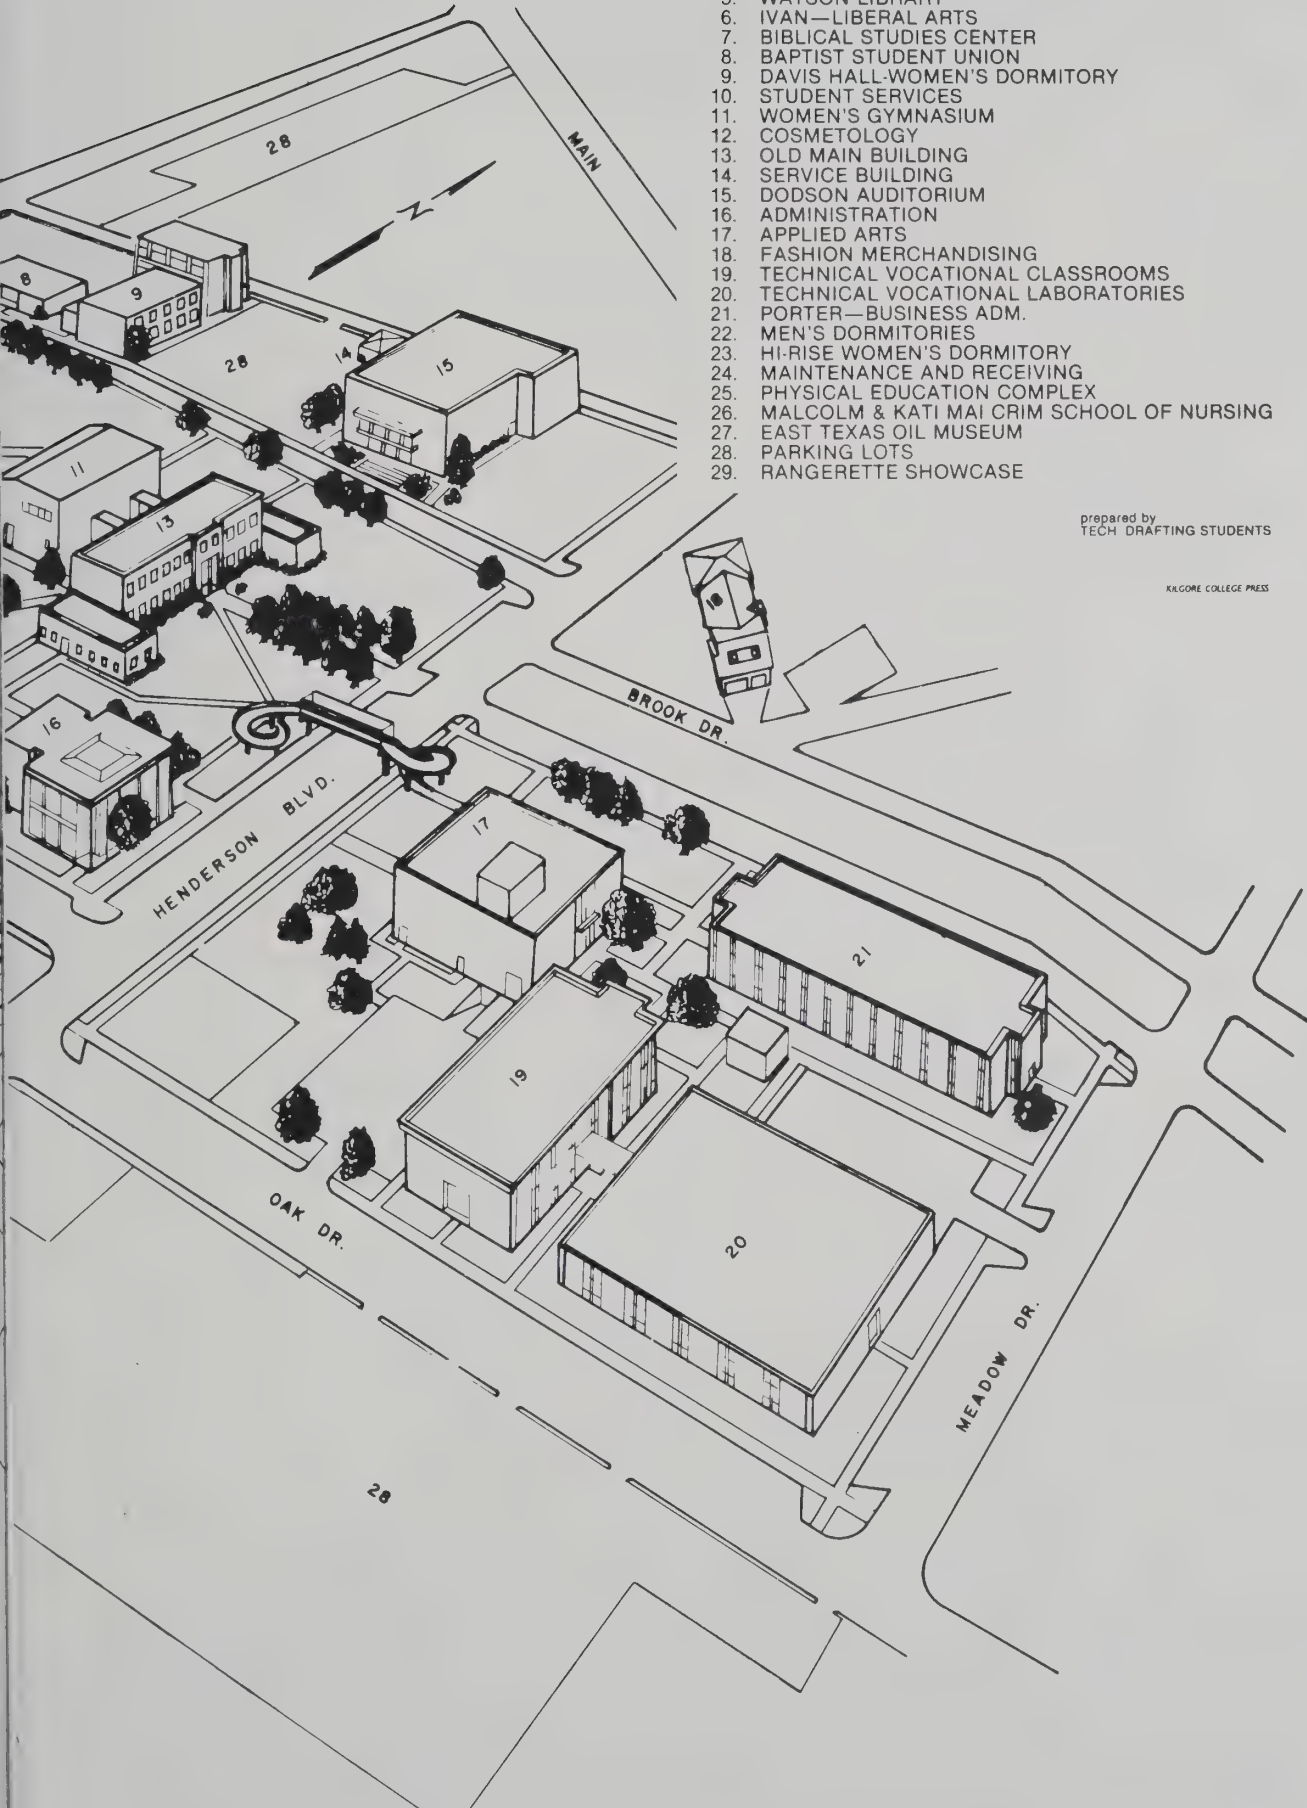 5. WATSON LIBRARY
6. IVAN—LIBERAL ARTS
7. BIBLICAL STUDIES CENTER
8. BAPTIST STUDENT UNION
9. DAVIS HALL-WOMEN'S DORMITORY
10. STUDENT SERVICES
11. WOMEN'S GYMNASIUM
12. COSMETOLOGY
13. OLD MAIN BUILDING
14. SERVICE BUILDING
15. DODSON AUDITORIUM
16. ADMINISTRATION
17. APPLIED ARTS
18. FASHION MERCHANDISING
19. TECHNICAL VOCATIONAL CLASSROOMS
20. TECHNICAL VOCATIONAL LABORATORIES
21. PORTER—BUSINESS ADM.
22. MEN'S DORMITORIES
23. HI-RISE WOMEN'S DORMITORY
24. MAINTENANCE AND RECEIVING
25. PHYSICAL EDUCATION COMPLEX
26. MALCOLM & KATI MAI CRIM SCHOOL OF NURSING
27. EAST TEXAS OIL MUSEUM
28. PARKING LOTS
29. RANGERETTE SHOWCASE
prepared by
TECH DRAFTING STUDENTS
KILGORE COLLEGE PRESS
28
MAIN
N
8
9
28
14
15
11
13
18
BROOK DR.
16
HENDERSON BLVD.
17
21
19
OAK DR.
20
MEADOW DR.
28